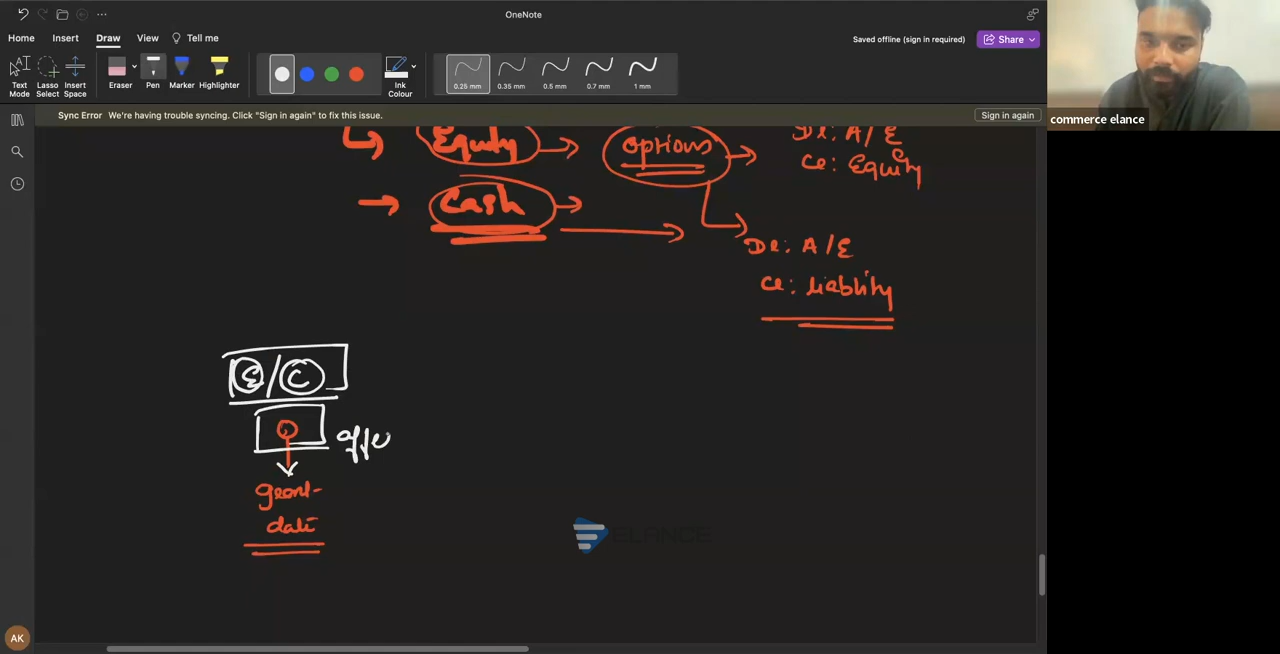 OneNote
Home Insert Draw View Tell me
Saved offline (sign in required) Share
Text Mode Lasso Select Insert Space Eraser Pen Marker Highlighter Ink Colour 0.25 mm 0.35 mm 0.5 mm 0.7 mm 1 mm
commerce elance
Sync Error We're having trouble syncing. Click "Sign in again" to fix this issue. Sign in again
Equity options Dr: A/E
Cr: Equity
Cash
Dr: A/E
Cr: liablity
E/C
offe
grant-
date
ELANCE
AK